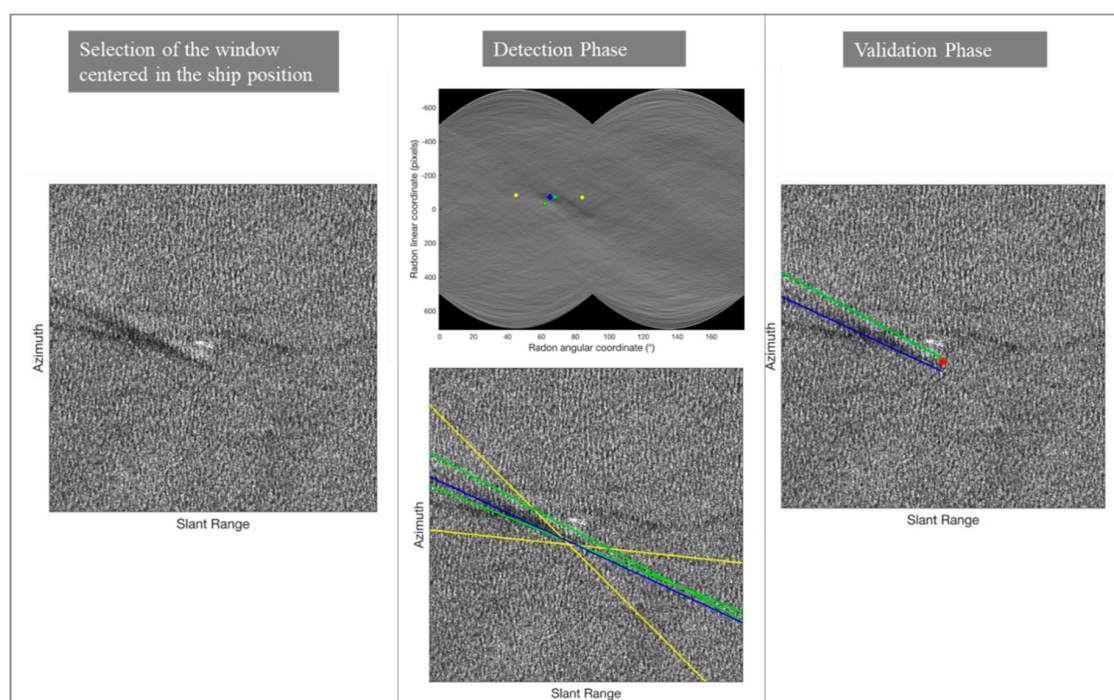 Selection of the window
centered in the ship position
Azimuth
Slant Range
Detection Phase
Radon linear coordinate (pixels)
-600
-400
-200
0
200
400
600
0
20
40
60
80
100
120
140
160
Radon angular coordinate (°)
Azimuth
Slant Range
Validation Phase
Azimuth
Slant Range